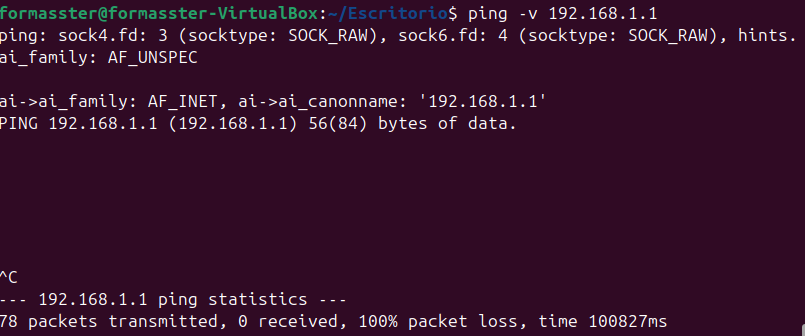 formasster@formasster-VirtualBox:~/Escritorio$ ping -v 192.168.1.1
ping: sock4.fd: 3 (socktype: SOCK_RAW), sock6.fd: 4 (socktype: SOCK_RAW), hints.
ai_family: AF_UNSPEC
ai->ai_family: AF_INET, ai->ai_canonname: '192.168.1.1'
PING 192.168.1.1 (192.168.1.1) 56(84) bytes of data.
^C
--- 192.168.1.1 ping statistics ---
78 packets transmitted, 0 received, 100% packet loss, time 100827ms